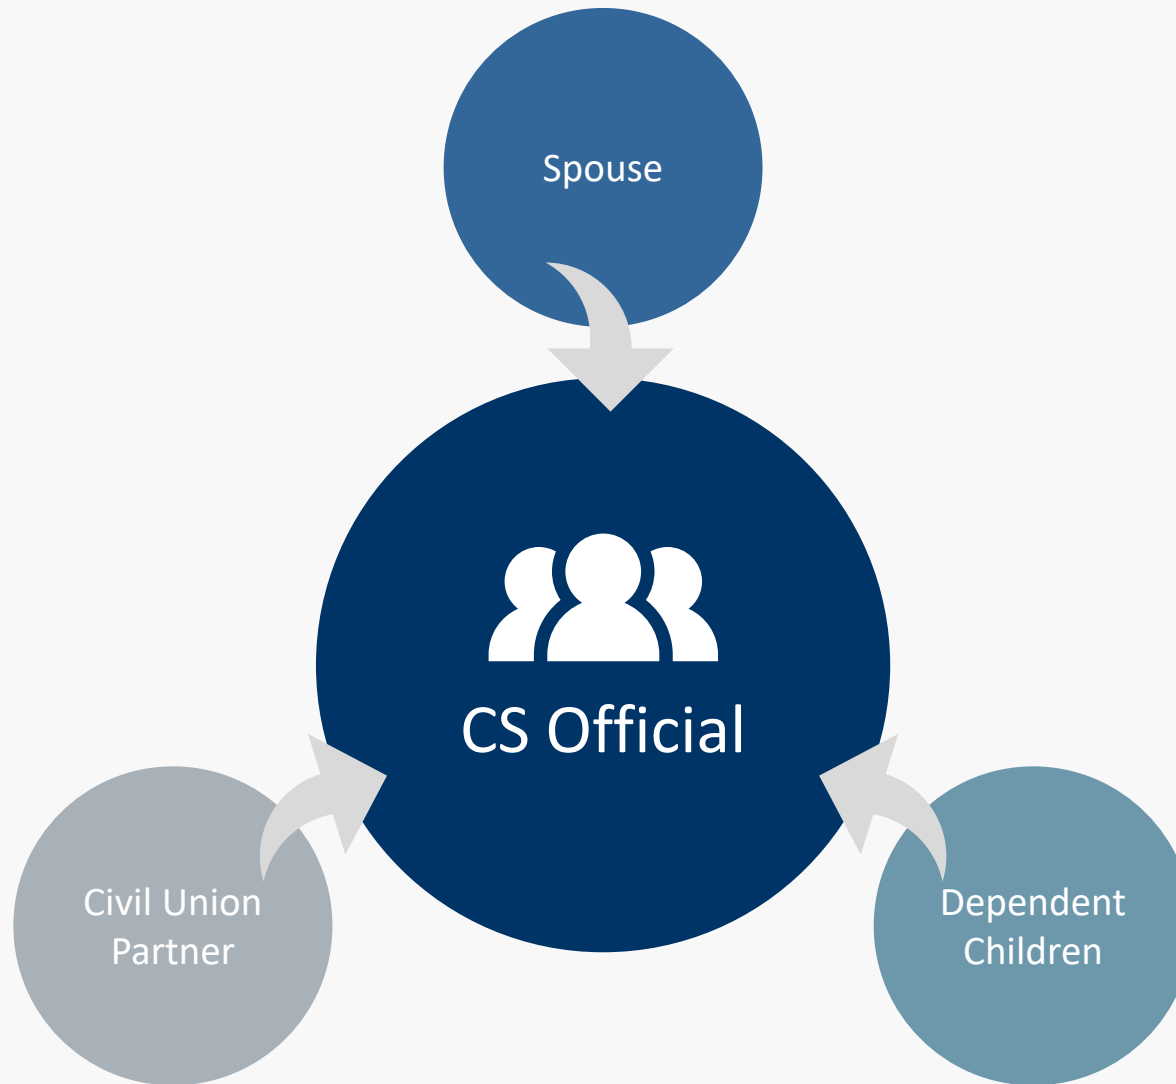 Spouse
CS Official
Civil Union
Partner
Dependent
Children